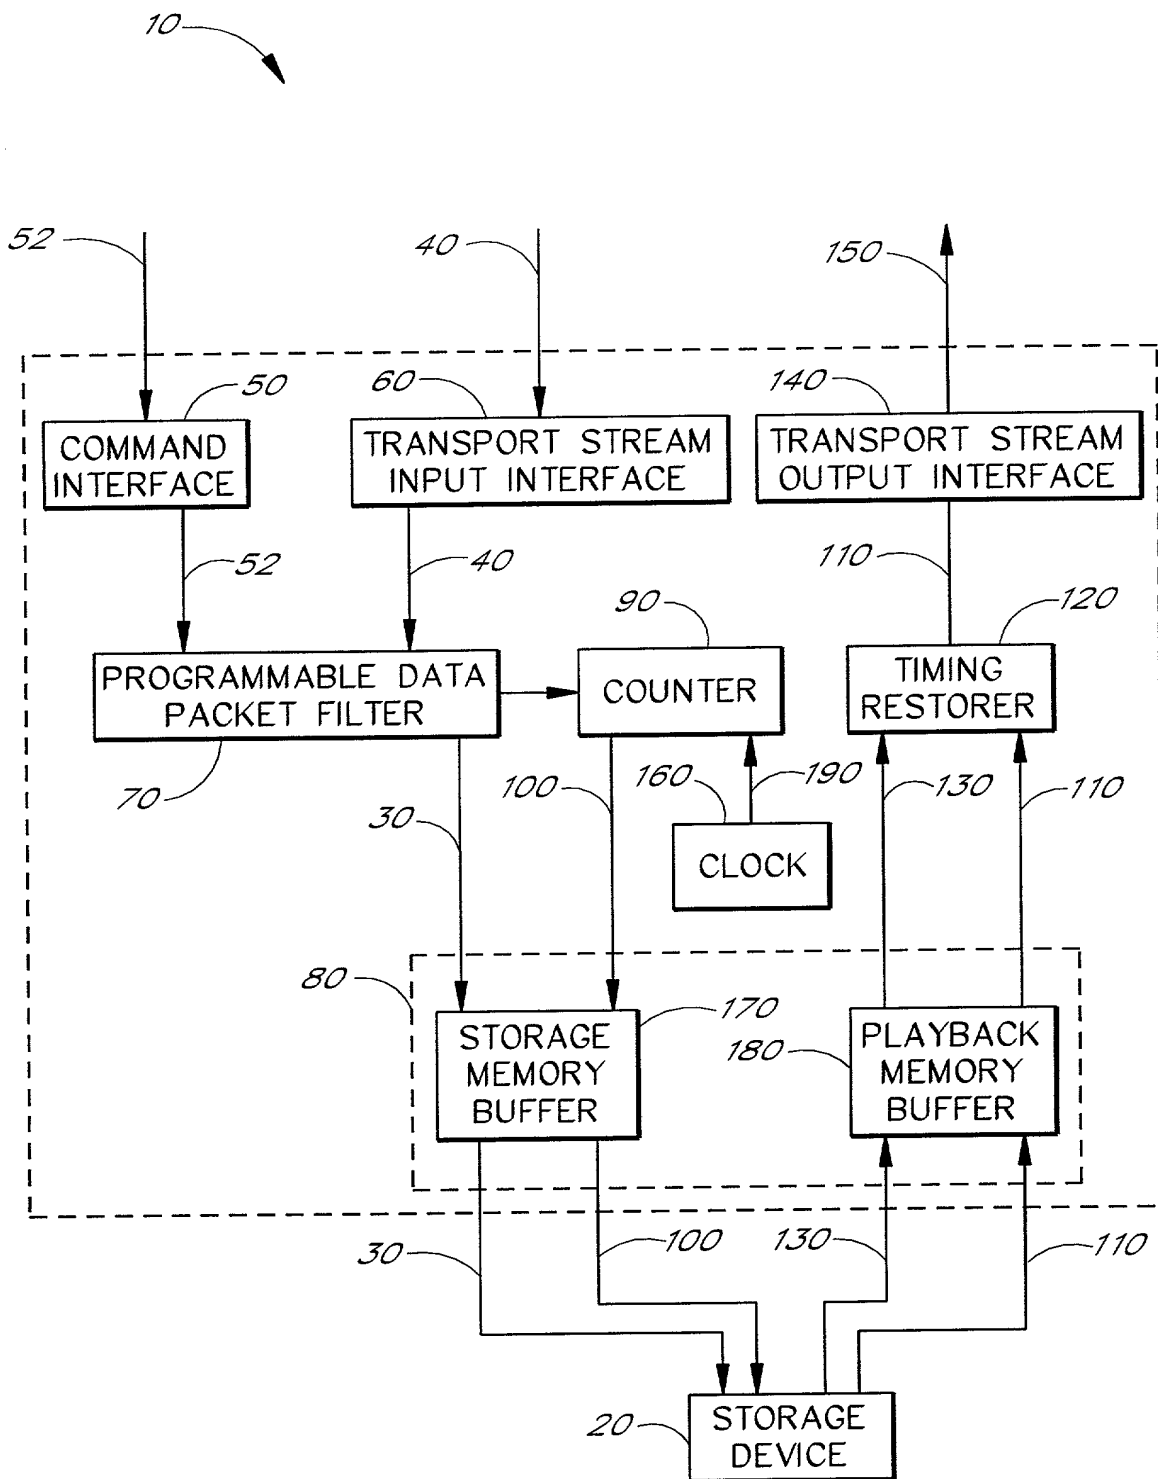 10
52
40
150
50
60
140
COMMAND
INTERFACE
TRANSPORT STREAM
INPUT INTERFACE
TRANSPORT STREAM
OUTPUT INTERFACE
52
40
110
90
120
PROGRAMMABLE DATA
PACKET FILTER
COUNTER
TIMING
RESTORER
70
30
100
160
190
130
110
CLOCK
80
170
180
STORAGE
MEMORY
BUFFER
PLAYBACK
MEMORY
BUFFER
30
100
130
110
20
STORAGE
DEVICE